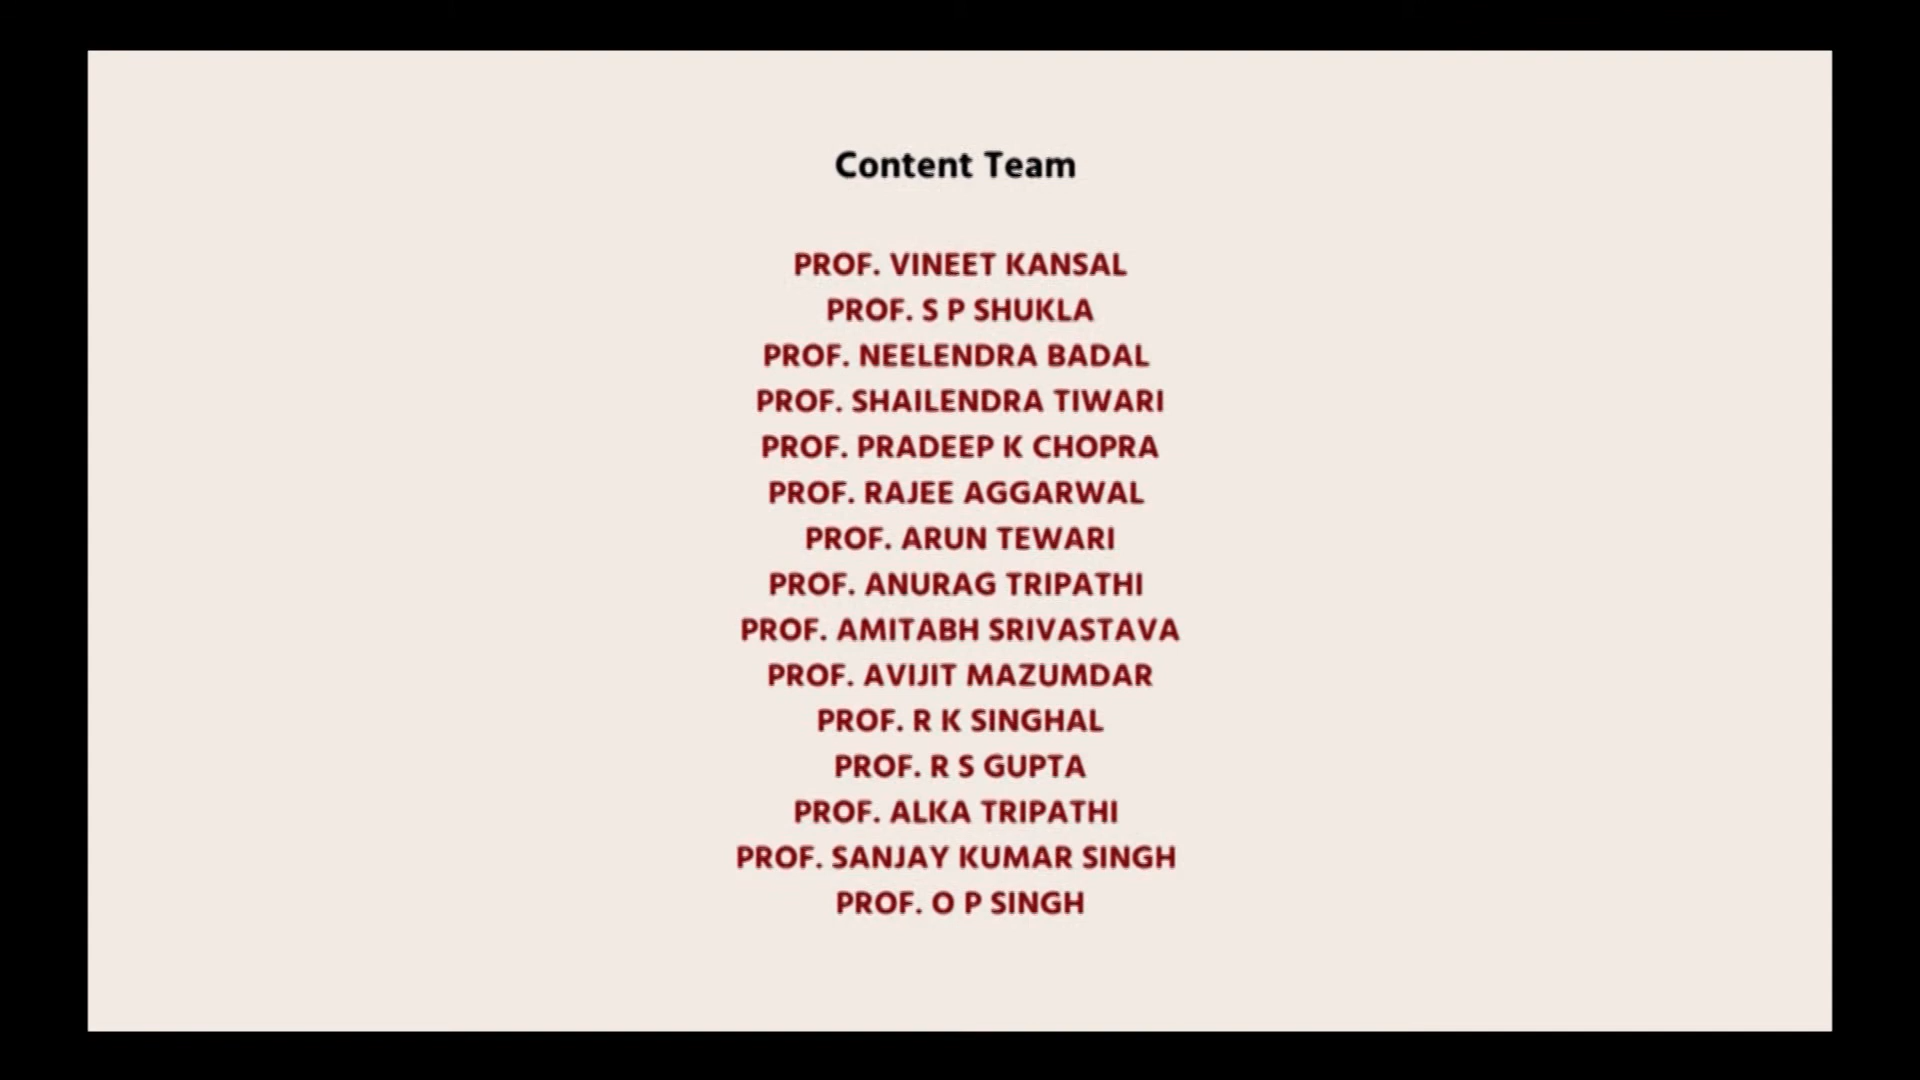 Content Team
PROF. VINEET KANSAL
PROF. S P SHUKLA
PROF. NEELENDRA BADAL
PROF. SHAILENDRA TIWARI
PROF. PRADEEP K CHOPRA
PROF. RAJEE AGGARWAL
PROF. ARUN TEWARI
PROF. ANURAG TRIPATHI
PROF. AMITABH SRIVASTAVA
PROF. AVIJIT MAZUMDAR
PROF. R K SINGHAL
PROF. R S GUPTA
PROF. ALKA TRIPATHI
PROF. SANJAY KUMAR SINGH
PROF. O P SINGH